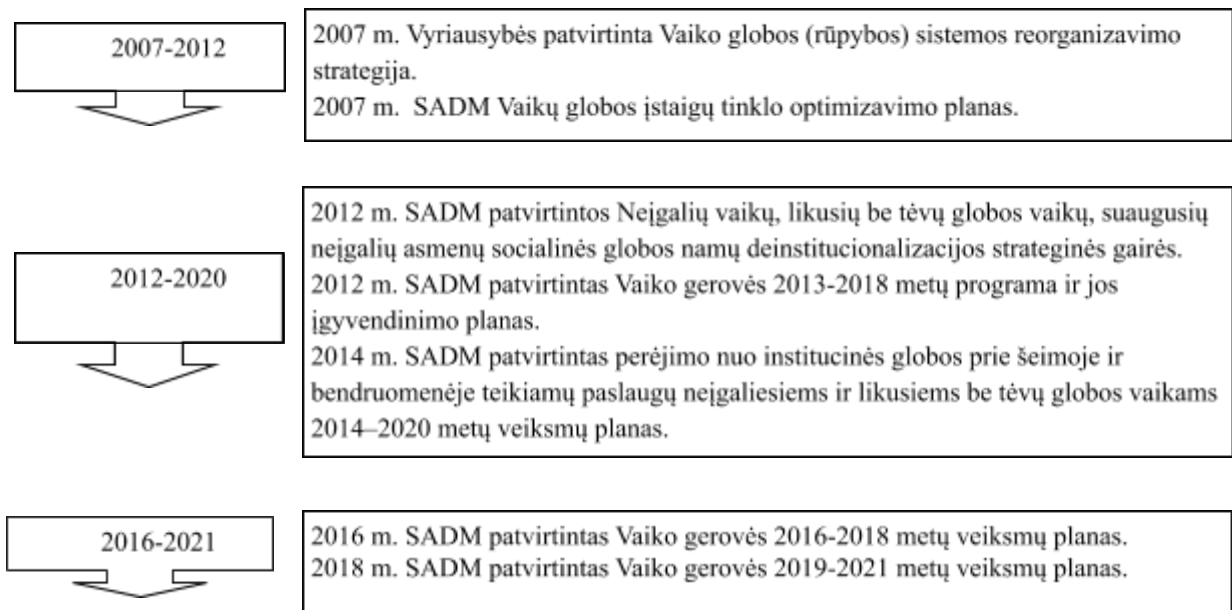 2007-2012
2007 m. Vyriausybės patvirtinta Vaiko globos (rūpybos) sistemos reorganizavimo
strategija.
2007 m. SADM Vaikų globos įstaigų tinklo optimizavimo planas.
2012-2020
2012 m. SADM patvirtintos Neįgalių vaikų, likusių be tėvų globos vaikų, suaugusių
neįgalių asmenų socialinės globos namų deinstitucionalizacijos strateginės gairės.
2012 m. SADM patvirtintas Vaiko gerovės 2013-2018 metų programa ir jos
įgyvendinimo planas.
2014 m. SADM patvirtintas perėjimo nuo institucinės globos prie šeimoje ir
bendruomenėje teikiamų paslaugų neįgaliesiems ir likusiems be tėvų globos vaikams
2014–2020 metų veiksmų planas.
2016-2021
2016 m. SADM patvirtintas Vaiko gerovės 2016-2018 metų veiksmų planas.
2018 m. SADM patvirtintas Vaiko gerovės 2019-2021 metų veiksmų planas.